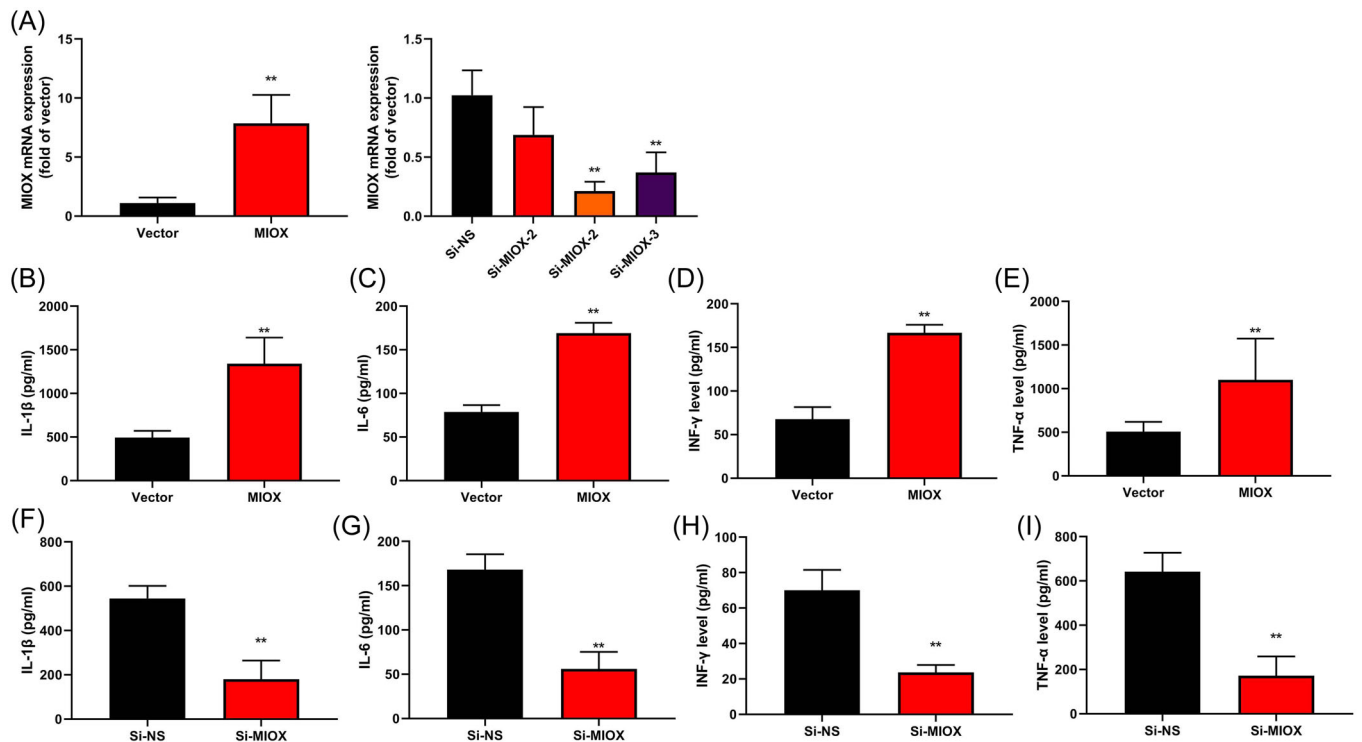 (A)
MIOX mRNA expression
(fold of vector)
15
10
5
0
**
Vector
MIOX
MIOX mRNA expression
(fold of vector)
1.5
1.0
0.5
0.0
**
**
Si-NS
Si-MIOX-2
Si-MIOX-2
Si-MIOX-3
(B)
IL-1β (pg/ml)
2000
1500
1000
500
0
**
Vector
MIOX
(C)
IL-6 (pg/ml)
200
150
100
50
0
**
Vector
MIOX
(D)
INF-γ level (pg/ml)
200
150
100
50
0
**
Vector
MIOX
(E)
TNF-α level (pg/ml)
2000
1500
1000
500
0
**
Vector
MIOX
(F)
IL-1β (pg/ml)
800
600
400
200
0
**
Si-NS
Si-MIOX
(G)
IL-6 (pg/ml)
200
150
100
50
0
**
Si-NS
Si-MIOX
(H)
INF-γ level (pg/ml)
80
60
40
20
0
**
Si-NS
Si-MIOX
(I)
TNF-α level (pg/ml)
800
600
400
200
0
**
Si-NS
Si-MIOX